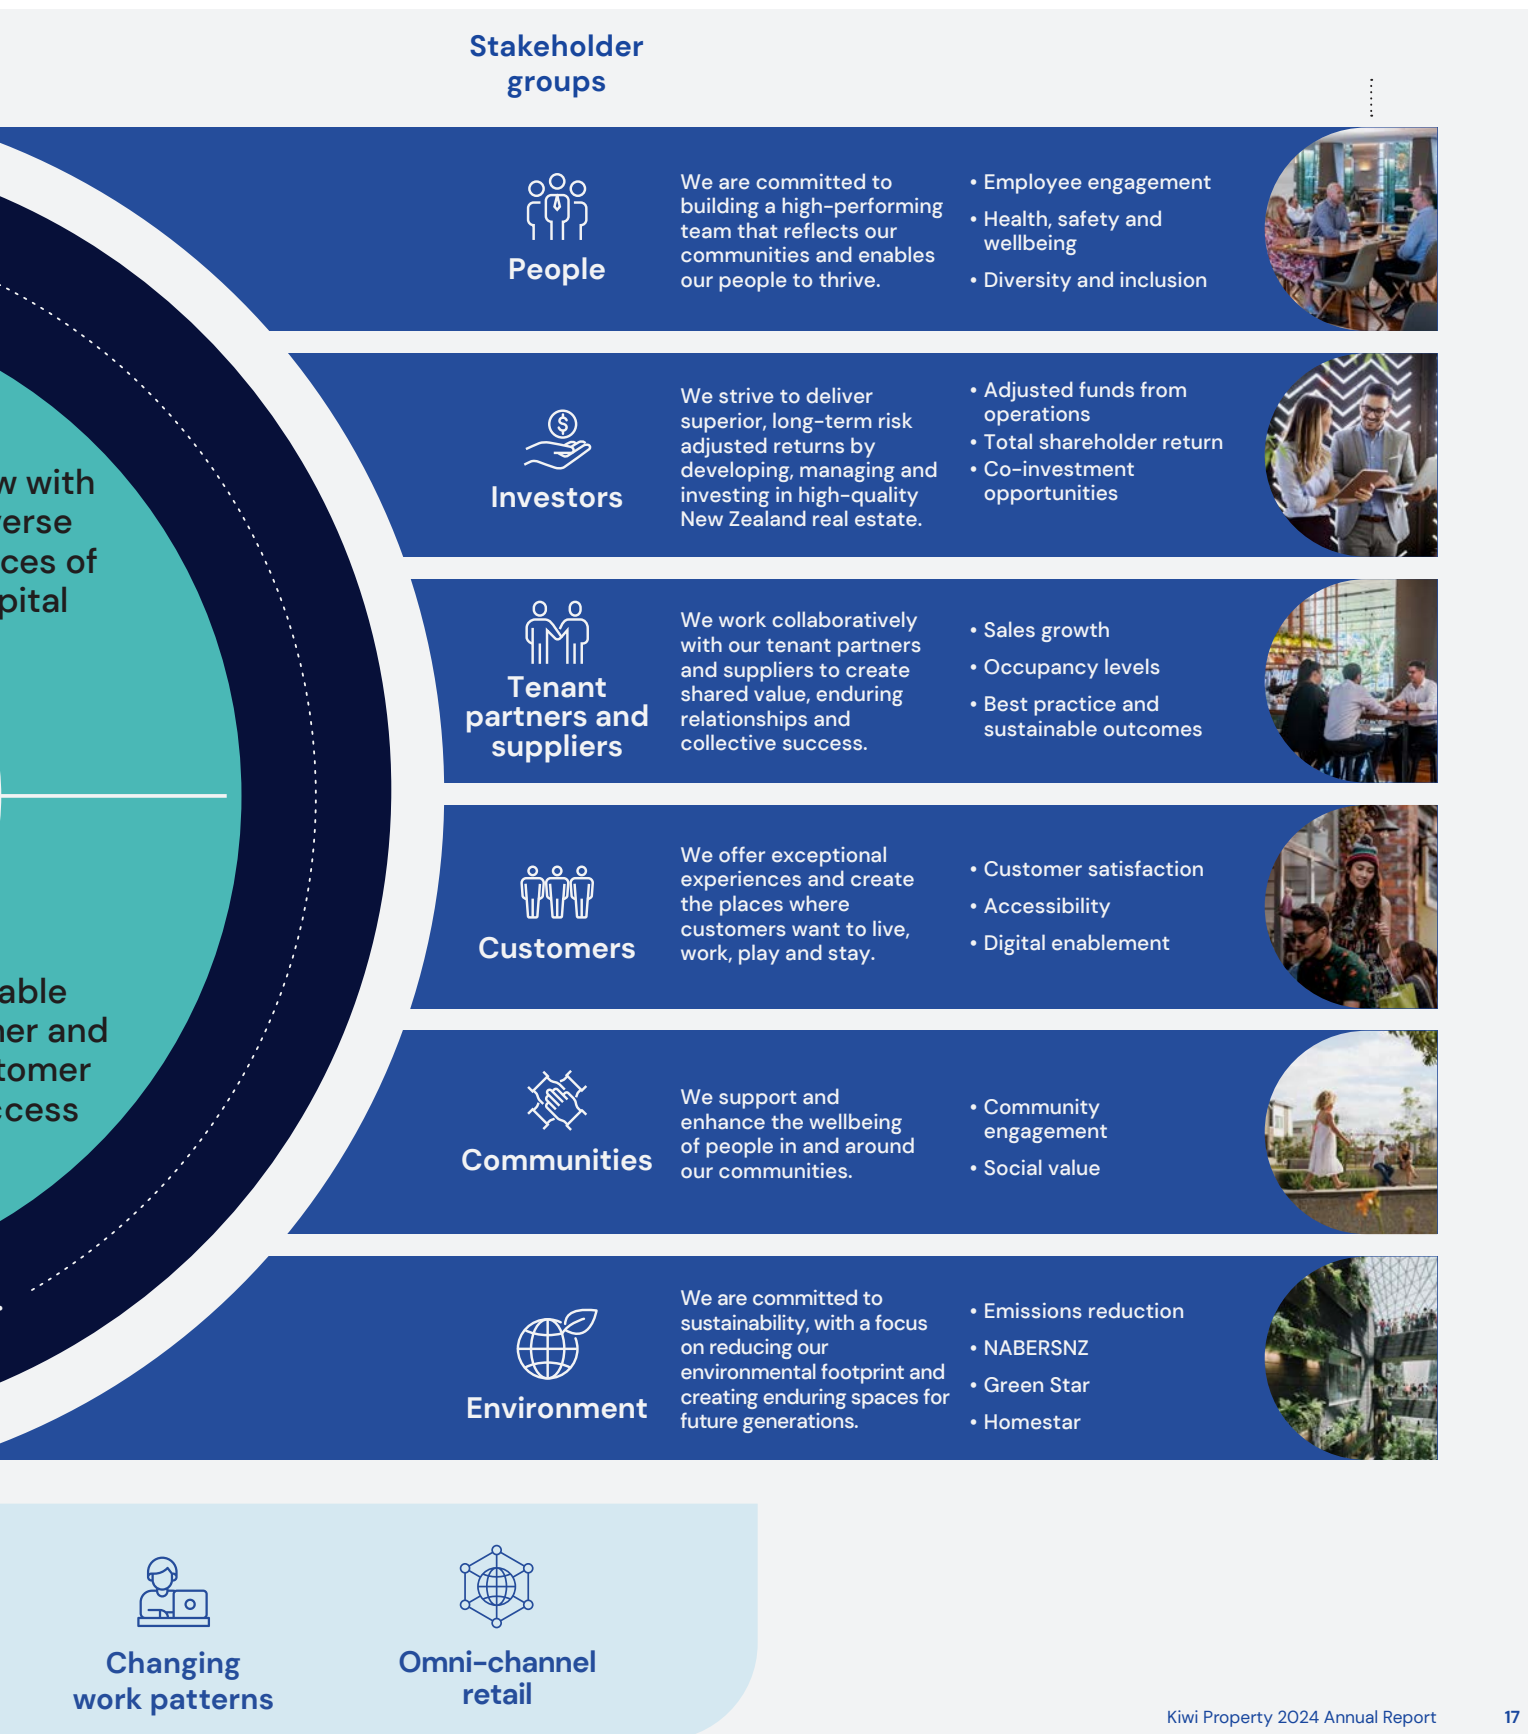 Stakeholder
groups
People
We are committed to
building a high-performing
team that reflects our
communities and enables
our people to thrive.
• Employee engagement
• Health, safety and
wellbeing
• Diversity and inclusion
Investors
We strive to deliver
superior, long-term risk
adjusted returns by
developing, managing and
investing in high-quality
New Zealand real estate.
• Adjusted funds from
operations
• Total shareholder return
• Co-investment
opportunities
with
ces of
Tenant
partners and
suppliers
We work collaboratively
with our tenant partners
and suppliers to create
shared value, enduring
relationships and
collective success.
• Sales growth
• Occupancy levels
• Best practice and
sustainable outcomes
Customers
We offer exceptional
experiences and create
the places where
customers want to live,
work, play and stay.
• Customer satisfaction
• Accessibility
• Digital enablement
able
and
tomer
cess
Communities
We support and
enhance the wellbeing
of people in and around
our communities.
• Community
engagement
• Social value
Environment
We are committed to
sustainability, with a focus
on reducing our
environmental footprint and
creating enduring spaces for
future generations.
• Emissions reduction
• NABERSNZ
• Green Star
• Homestar
Changing
work patterns
Omni-channel
retail
Kiwi Property 2024 Annual Report 17